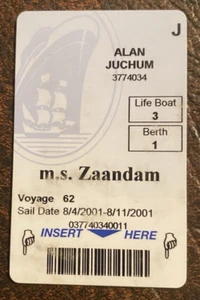 J
ALAN
JUCHUM
3774034
Life Boat
3
Berth
1
m.s. Zaandam
Voyage 62
Sail Date 8/4/2001-8/11/2001
037740340011
INSERT HERE